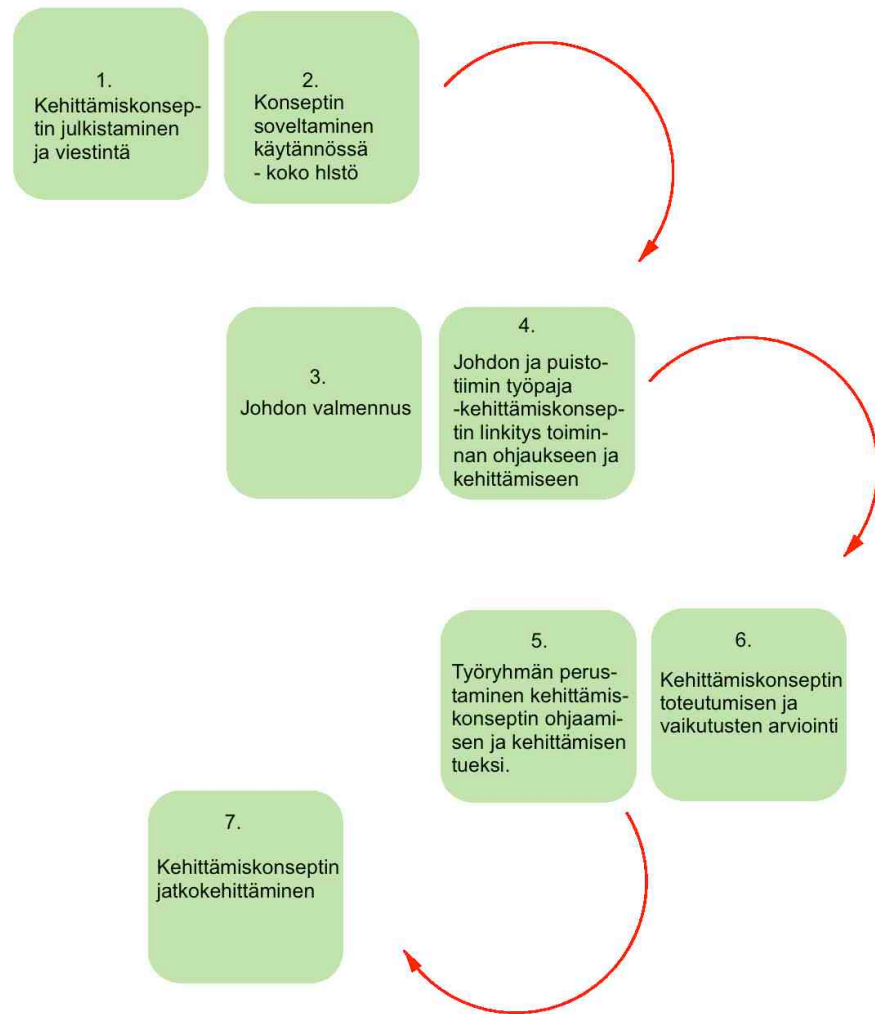 1.
Kehittämiskonsep-
tin julkistaminen
ja viestintä
2.
Konseptin
soveltaminen
käytännössä
- koko hlstö
3.
Johdon valmennus
4.
Johdon ja puisto-
tiimin työpaja
-kehittämiskonsep-
tin linkitys toimin-
nan ohjaukseen ja
kehittämiseen
5.
Työryhmän perus-
taminen kehittämis-
konseptin ohjaami-
sen ja kehittämisen
tueksi.
6.
Kehittämiskonseptin
toteutumisen ja
vaikutusten arviointi
7.
Kehittämiskonseptin
jatkokehittäminen